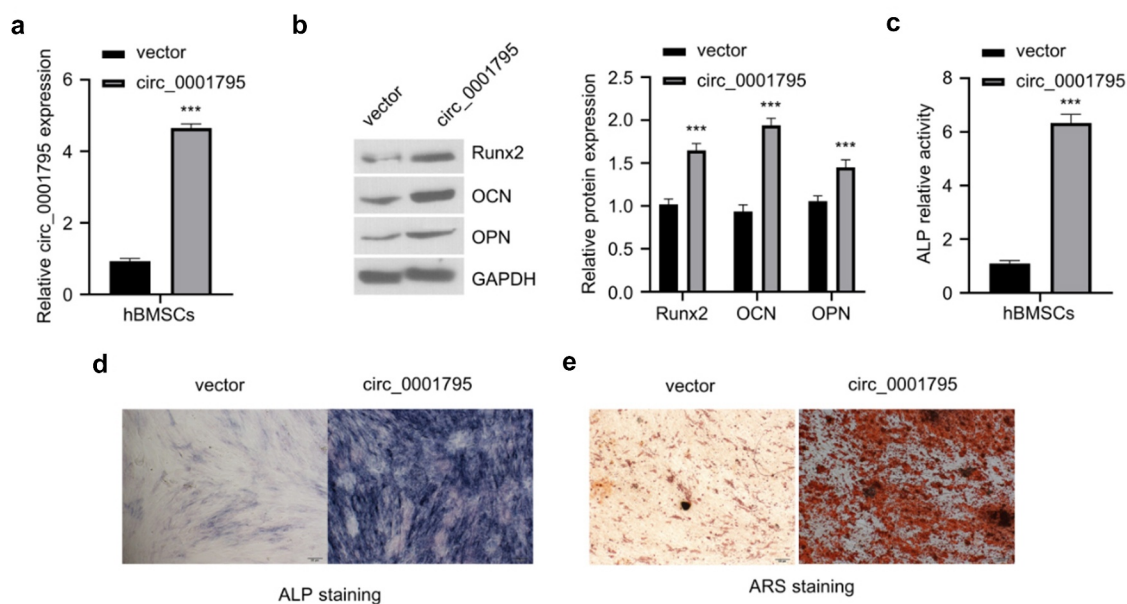 a
vector
circ_0001795
Relative circ_0001795 expression
6
4
2
0
***
hBMSCs
b
vector
circ_0001795
Runx2
OCN
OPN
GAPDH
vector
circ_0001795
Relative protein expression
2.5
2.0
1.5
1.0
0.5
0.0
***
***
***
Runx2
OCN
OPN
c
vector
circ_0001795
ALP relative activity
8
6
4
2
0
***
hBMSCs
d
vector
circ_0001795
ALP staining
e
vector
circ_0001795
ARS staining